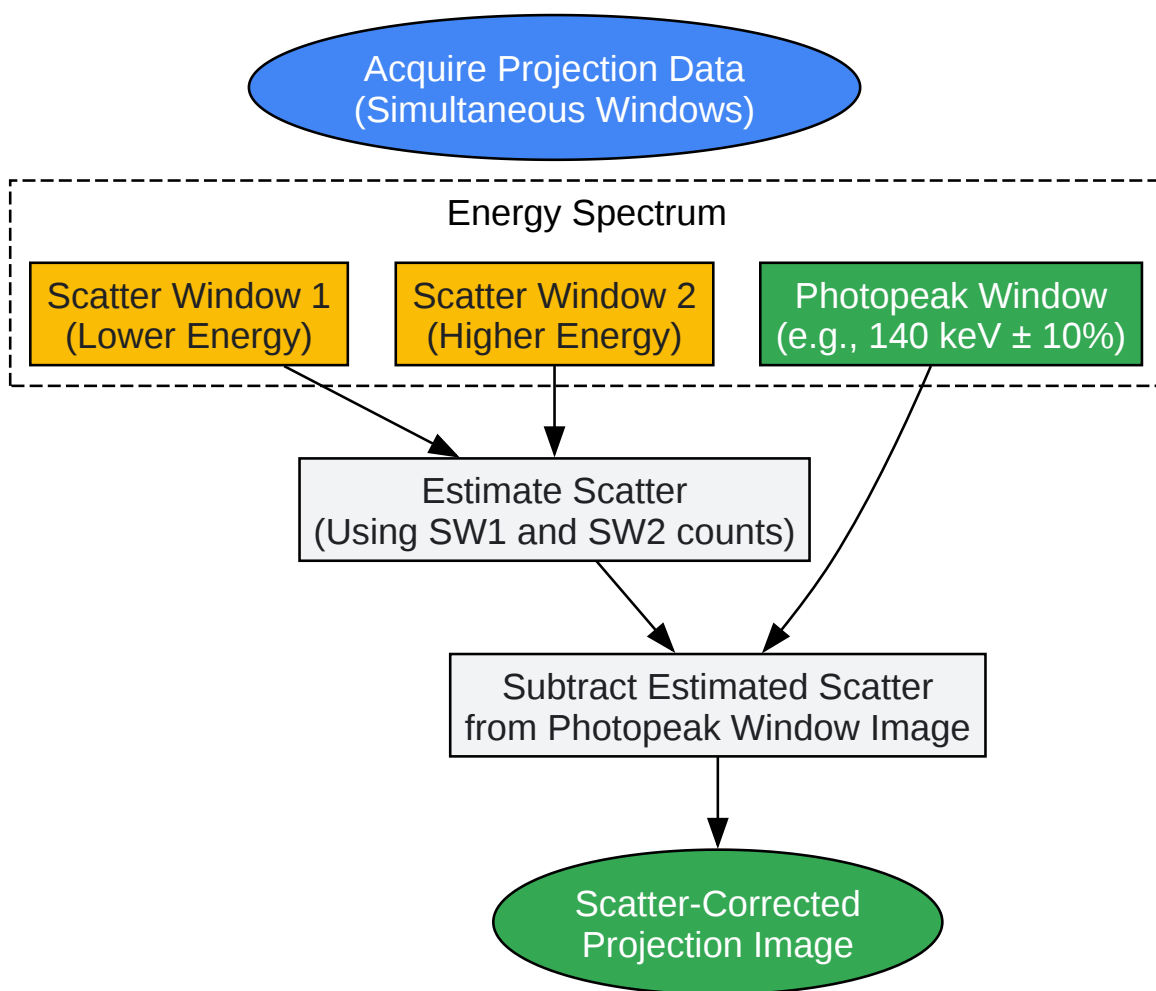 Acquire Projection Data
(Simultaneous Windows)
Energy Spectrum
Scatter Window 1
(Lower Energy)
Scatter Window 2
(Higher Energy)
Photopeak Window
(e.g., 140 keV ± 10%)
Estimate Scatter
(Using SW1 and SW2 counts)
Subtract Estimated Scatter
from Photopeak Window Image
Scatter-Corrected
Projection Image